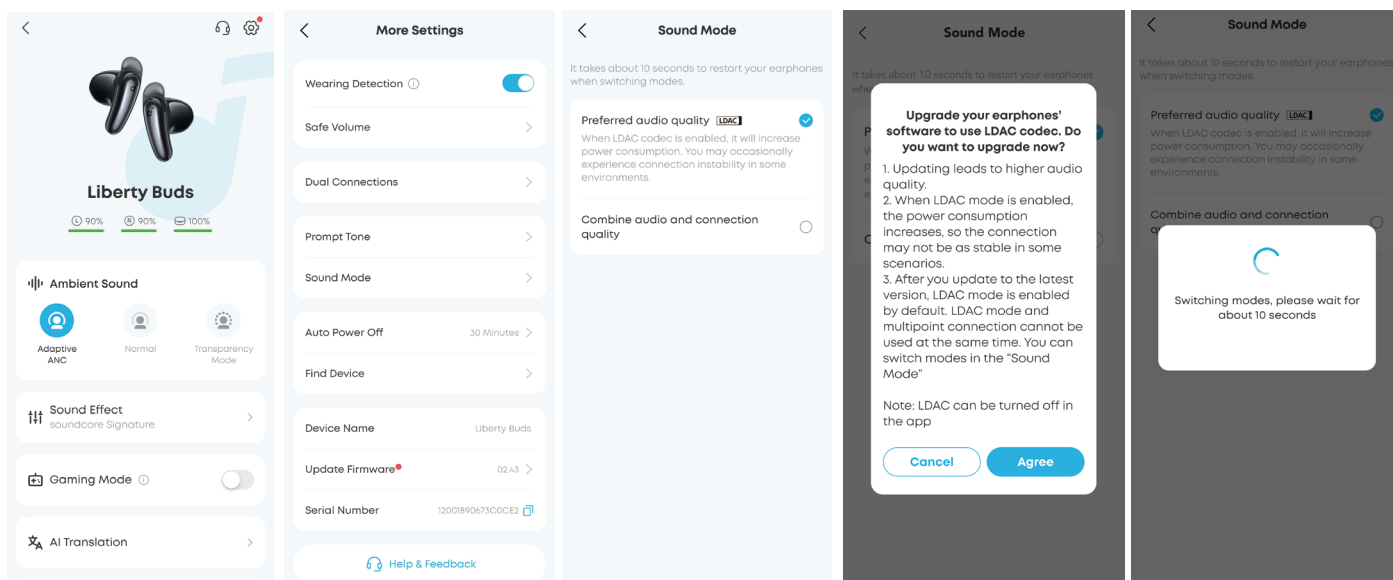 Liberty Buds
L 90%
R 90%
100%
Ambient Sound
Adaptive
ANC
Normal
Transparency
Mode
Sound Effect
soundcore Signature
Gaming Mode
AI Translation
More Settings
Wearing Detection
Safe Volume
Dual Connections
Prompt Tone
Sound Mode
Auto Power Off
30 Minutes
Find Device
Device Name
Liberty Buds
Update Firmware
02.43
Serial Number
12001890673C0CE2
Help & Feedback
Sound Mode
It takes about 10 seconds to restart your earphones
when switching modes.
Preferred audio quality LDAC
When LDAC codec is enabled, it will increase
power consumption. You may occasionally
experience connection instability in some
environments.
Combine audio and connection
quality
Sound Mode
It takes about 10 seconds to restart your earphones
Upgrade your earphones'
software to use LDAC codec. Do
you want to upgrade now?
1. Updating leads to higher audio
quality.
2. When LDAC mode is enabled,
the power consumption
increases, so the connection
may not be as stable in some
scenarios.
3. After you update to the latest
version, LDAC mode is enabled
by default. LDAC mode and
multipoint connection cannot be
used at the same time. You can
switch modes in the "Sound
Mode"
Note: LDAC can be turned off in
the app
Cancel
Agree
Sound Mode
It takes about 10 seconds to restart your earphones
when switching modes.
Preferred audio quality LDAC
When LDAC codec is enabled, it will increase
power consumption. You may occasionally
experience connection instability in some
environments.
Combine audio and connection
Switching modes, please wait for
about 10 seconds